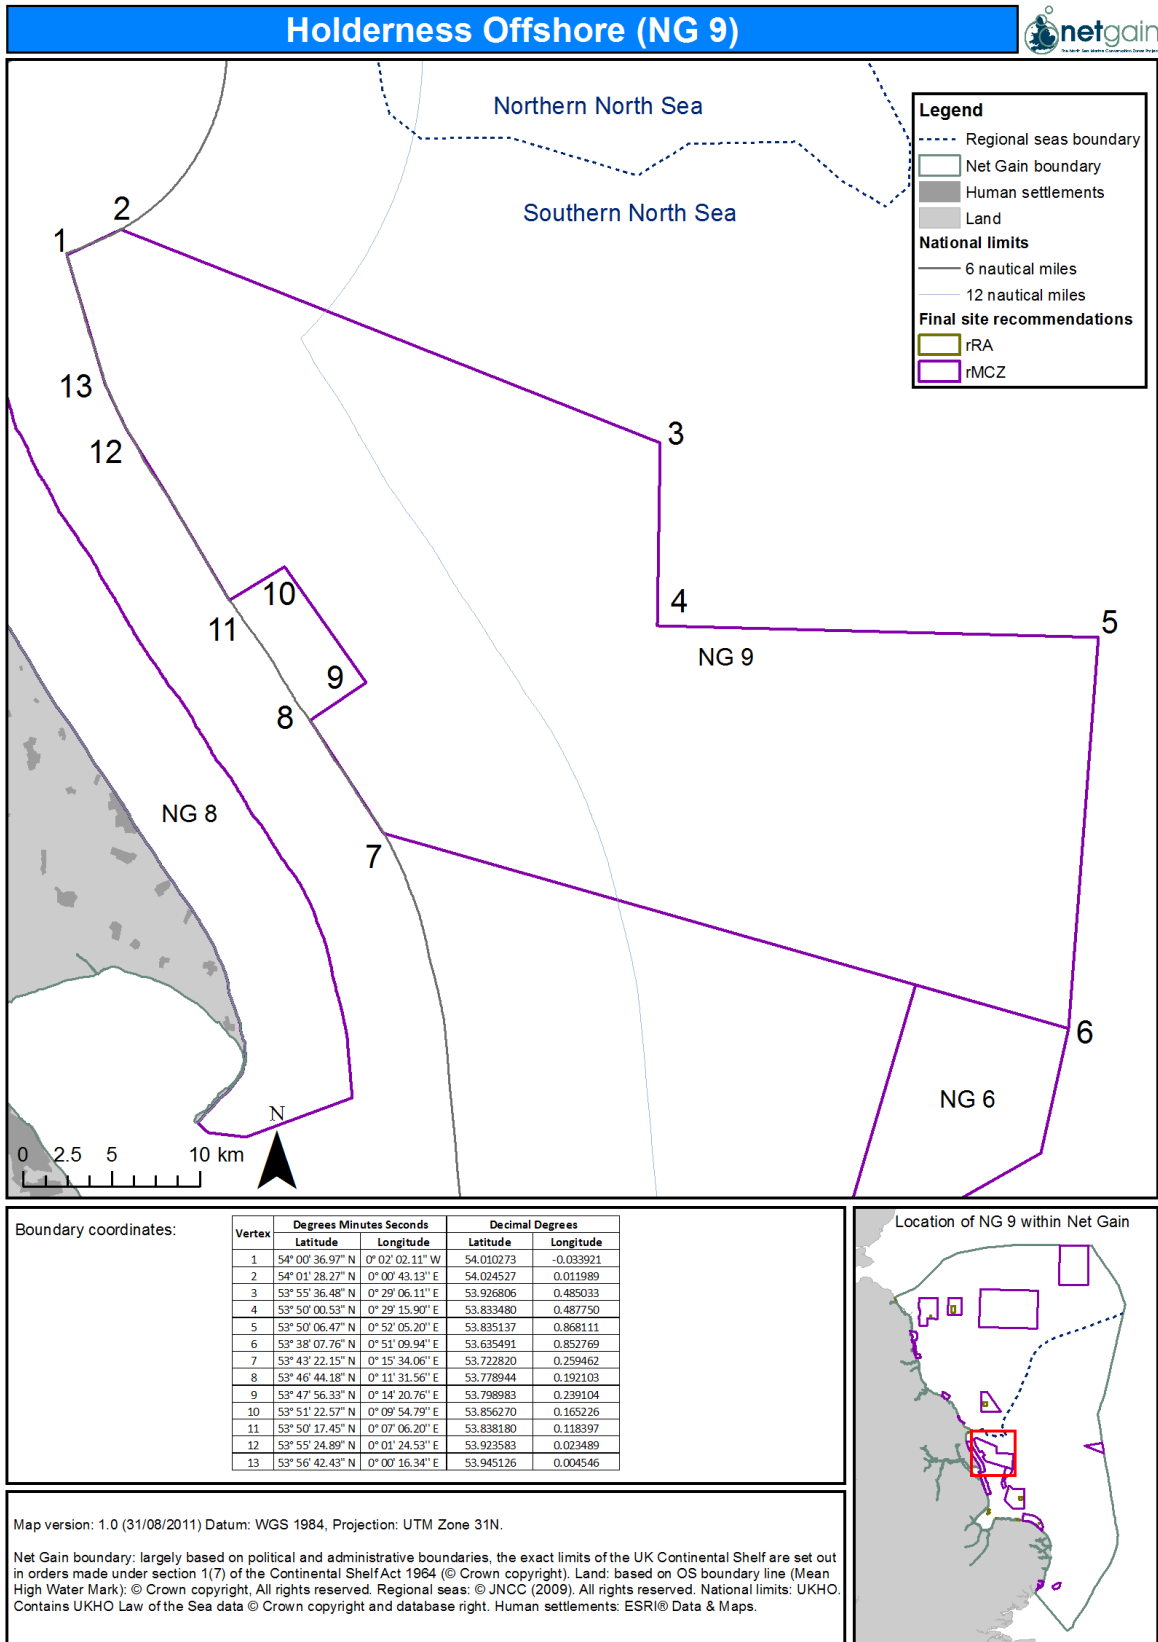 Holderness Offshore (NG 9)
netgain
The North Sea Marine Conservation Zones Project
Northern North Sea
Southern North Sea
Legend
Regional seas boundary
Net Gain boundary
Human settlements
Land
National limits
6 nautical miles
12 nautical miles
Final site recommendations
rRA
rMCZ
1
2
3
4
5
6
7
8
9
10
11
12
13
NG 9
NG 8
NG 6
N
0 2.5 5 10 km
Boundary coordinates:
Vertex Degrees Minutes Seconds Decimal Degrees
Latitude Longitude Latitude Longitude
1 54° 00' 36.97'' N 0° 02' 02.11'' W 54.010273 -0.033921
2 54° 01' 28.27'' N 0° 00' 43.13'' E 54.024527 0.011989
3 53° 55' 36.48'' N 0° 29' 06.11'' E 53.926806 0.485033
4 53° 50' 00.53'' N 0° 29' 15.90'' E 53.833480 0.487750
5 53° 50' 06.47'' N 0° 52' 05.20'' E 53.835137 0.868111
6 53° 38' 07.76'' N 0° 51' 09.94'' E 53.635491 0.852769
7 53° 43' 22.15'' N 0° 15' 34.06'' E 53.722820 0.259462
8 53° 46' 44.18'' N 0° 11' 31.56'' E 53.778944 0.192103
9 53° 47' 56.33'' N 0° 14' 20.76'' E 53.798983 0.239104
10 53° 51' 22.57'' N 0° 09' 54.79'' E 53.856270 0.165226
11 53° 50' 17.45'' N 0° 07' 06.20'' E 53.838180 0.118397
12 53° 55' 24.89'' N 0° 01' 24.53'' E 53.923583 0.023489
13 53° 56' 42.43'' N 0° 00' 16.34'' E 53.945126 0.004546
Location of NG 9 within Net Gain
Map version: 1.0 (31/08/2011) Datum: WGS 1984, Projection: UTM Zone 31N.
Net Gain boundary: largely based on political and administrative boundaries, the exact limits of the UK Continental Shelf are set out
in orders made under section 1(7) of the Continental Shelf Act 1964 (© Crown copyright). Land: based on OS boundary line (Mean
High Water Mark): © Crown copyright, All rights reserved. Regional seas: © JNCC (2009). All rights reserved. National limits: UKHO.
Contains UKHO Law of the Sea data © Crown copyright and database right. Human settlements: ESRI® Data & Maps.